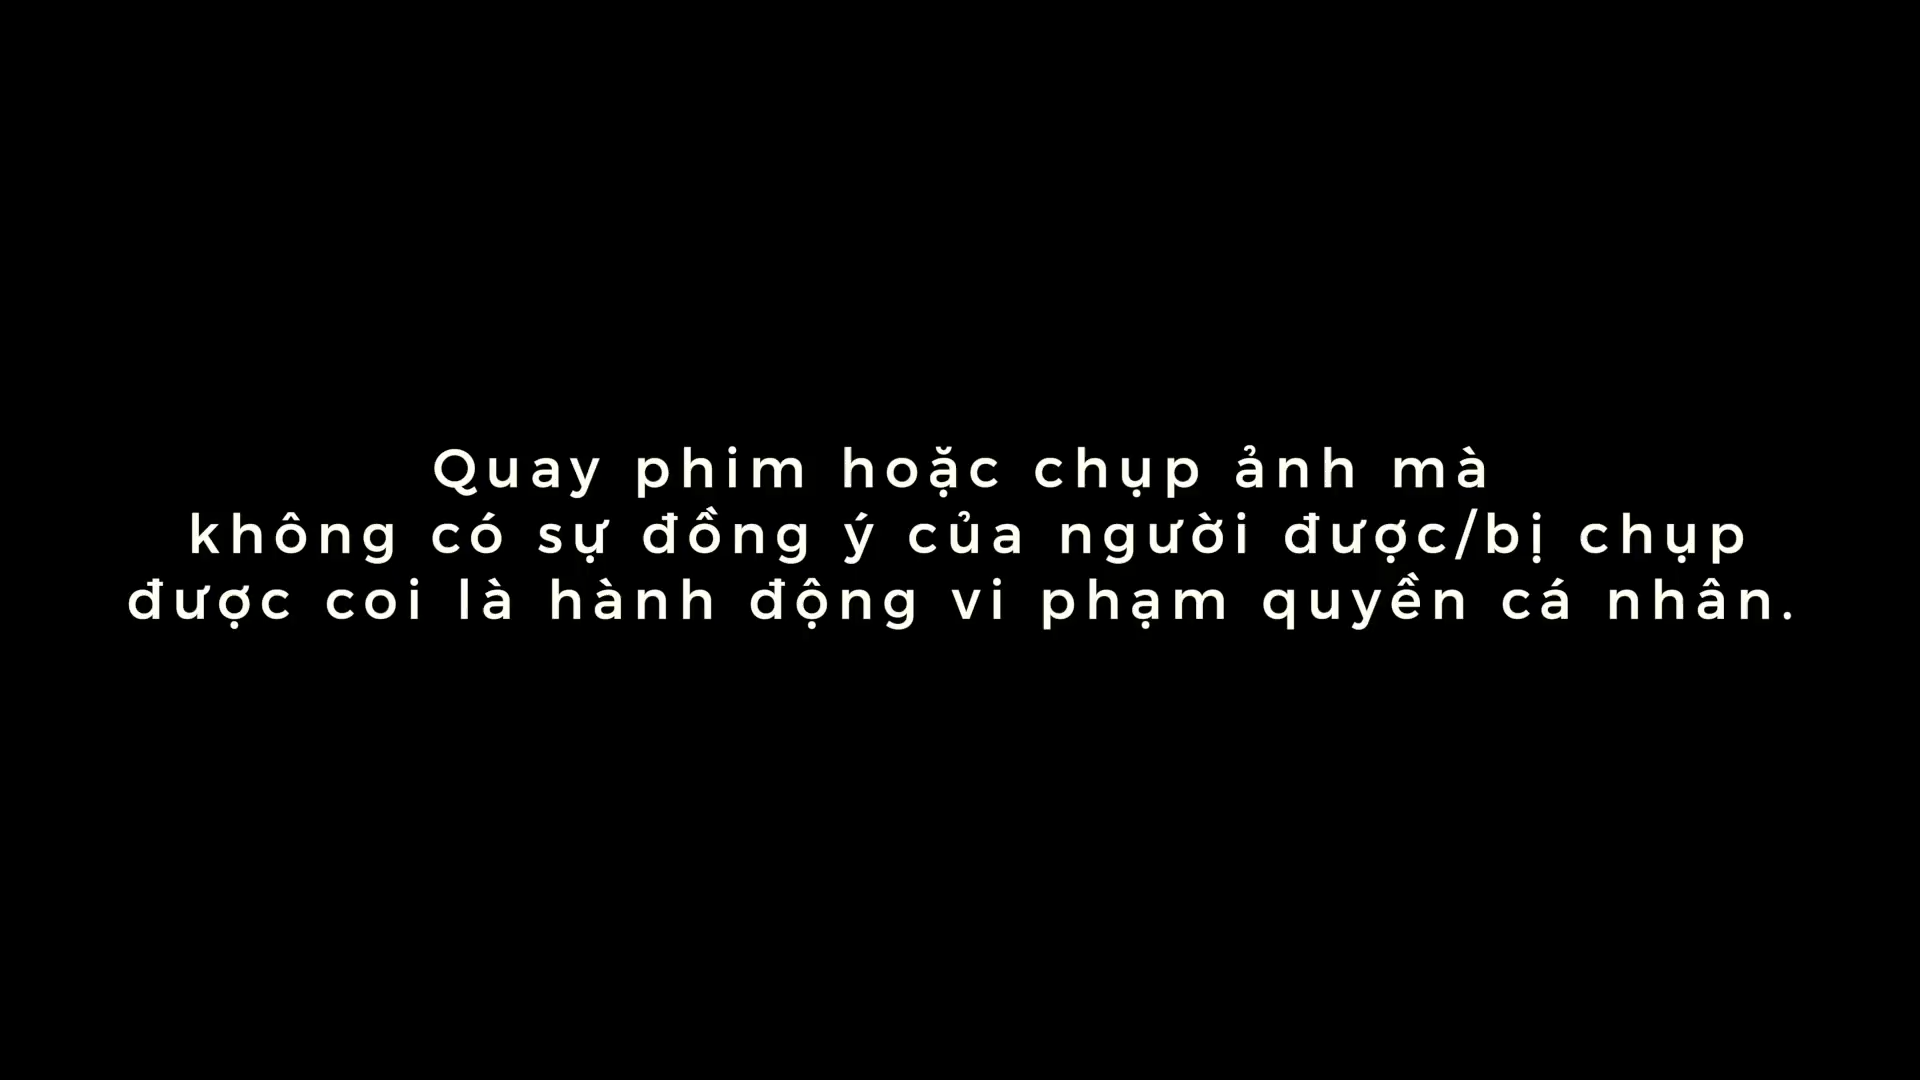 Quay phim hoặc chụp ảnh mà
không có sự đồng ý của người được/bị chụp
được coi là hành động vi phạm quyền cá nhân.